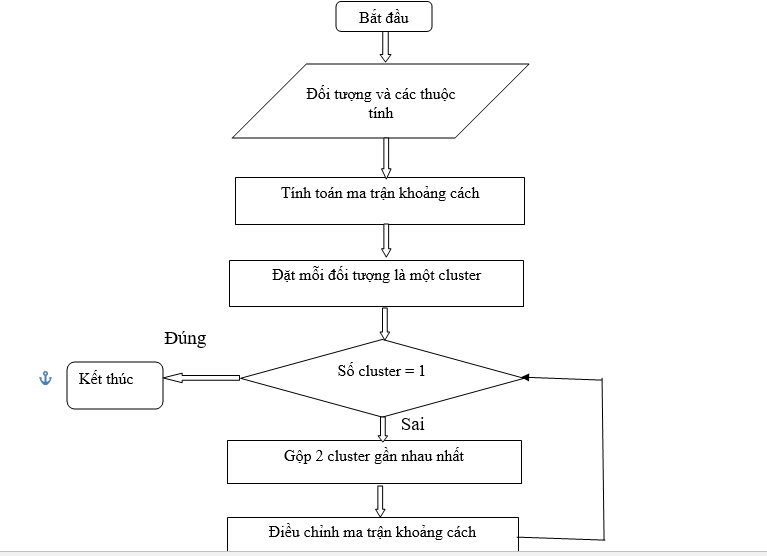 Bắt đầu
Đối tượng và các thuộc
tính
Tính toán ma trận khoảng cách
Đặt mỗi đối tượng là một cluster
Đúng
Số cluster = 1
Kết thúc
Sai
Gộp 2 cluster gần nhau nhất
Điều chỉnh ma trận khoảng cách